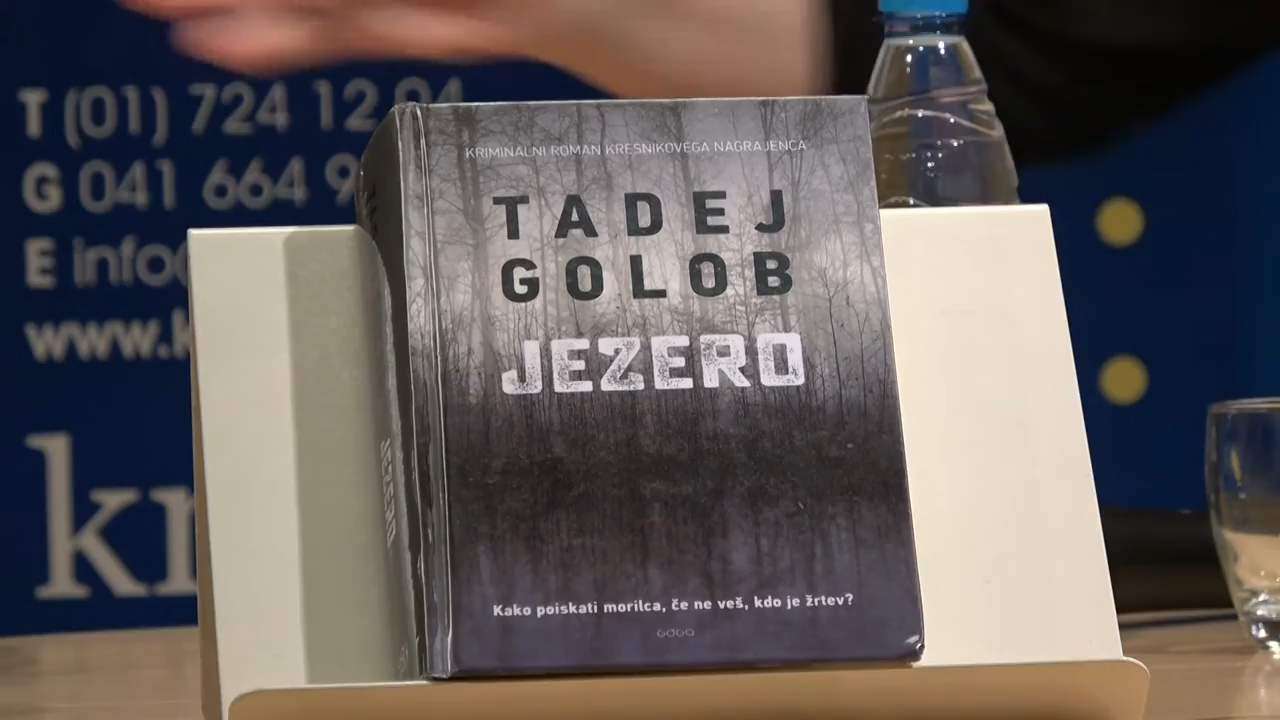 T (01) 724 12 04
G 041 664 9
E info@
www.k
kr
KRIMINALNI ROMAN KRESNIKOVEGA NAGRAJENCA
TADEJ
GOLOB
JEZERO
Kako poiskati morilca, če ne veš, kdo je žrtev?
GOGA
JEZERO